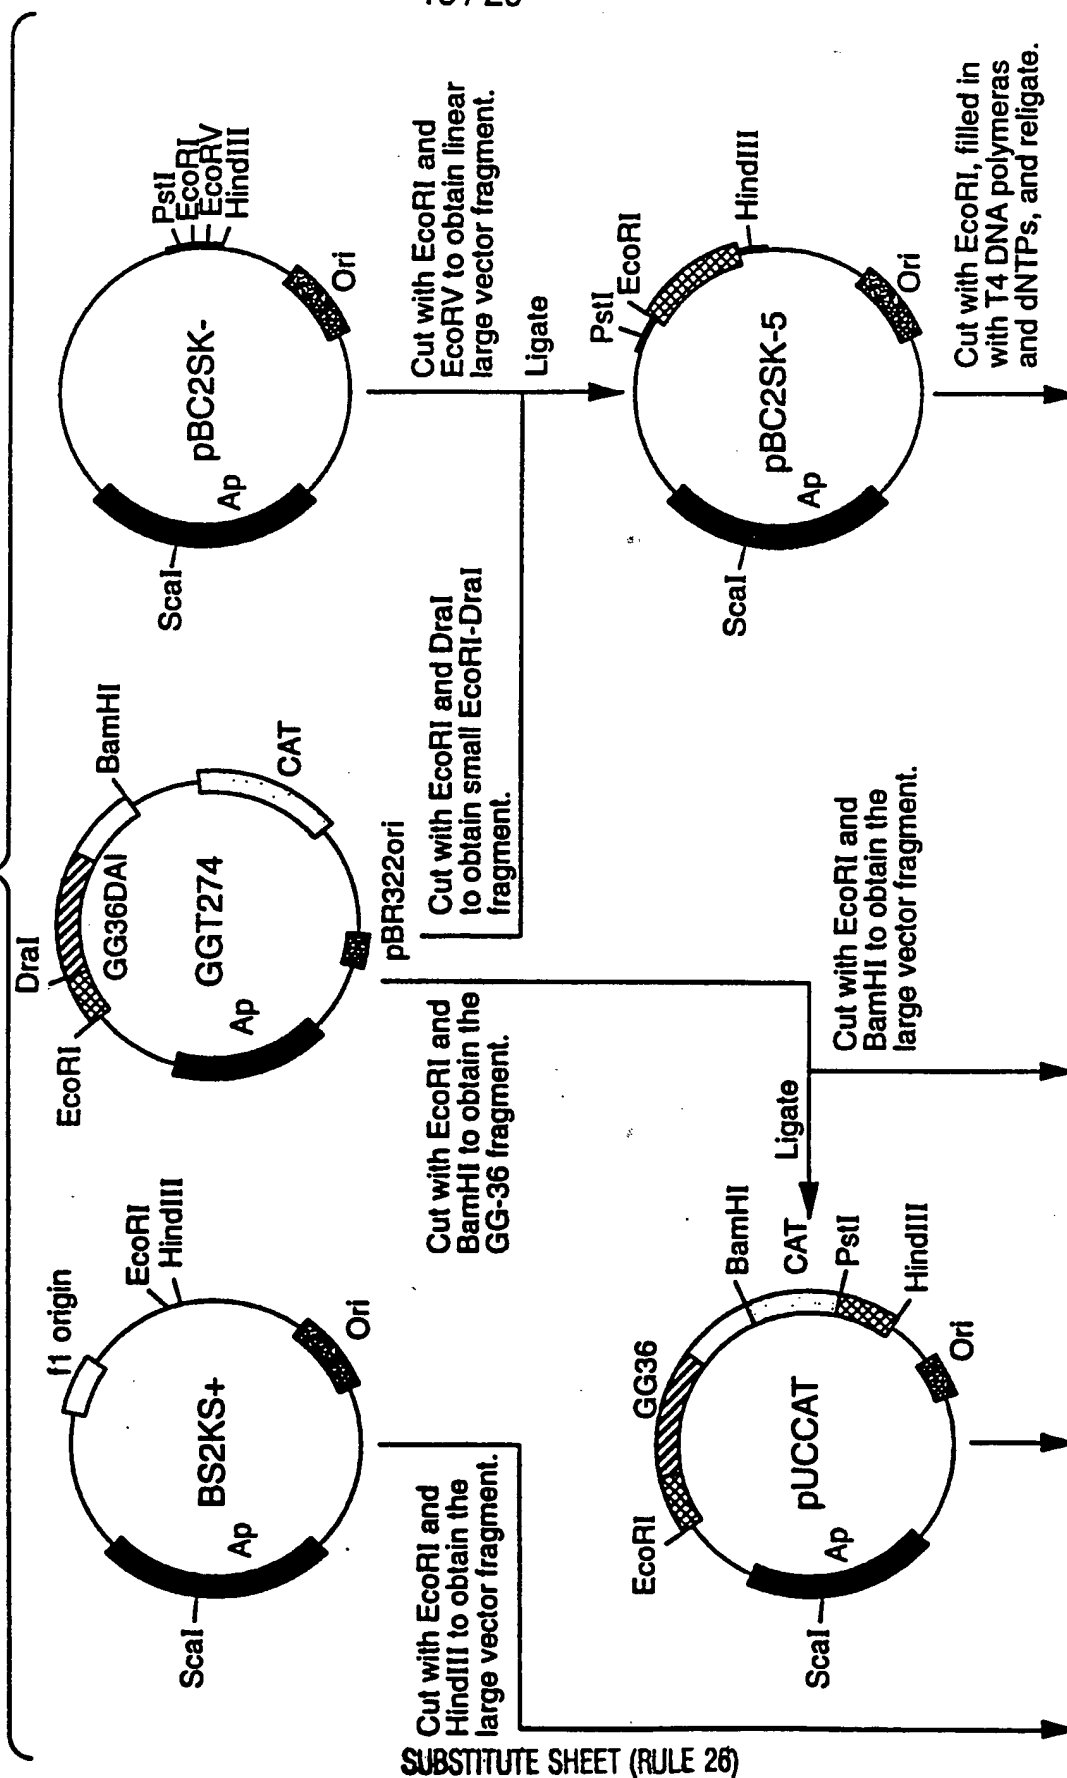 f1 origin
EcoRI
HindIII
BS2KS+
Ap
ScaI
Ori
Cut with EcoRI and
HindIII to obtain the
large vector fragment.
DraI
EcoRI
GG36DAI
BamHI
GGT274
CAT
Ap
pBR322ori
Cut with EcoRI and
BamHI to obtain the
GG-36 fragment.
Cut with EcoRI and DraI
to obtain small EcoRI-DraI
fragment.
PstI
EcoRI
EcoRV
HindIII
pBC2SK-
Ap
ScaI
Ori
Cut with EcoRI and
EcoRV to obtain linear
large vector fragment.
Ligate
GG36
EcoRI
BamHI
CAT
PstI
HindIII
pUCCAT
Ap
ScaI
Ori
Ligate
Cut with EcoRI and
BamHI to obtain the
large vector fragment.
PstI
EcoRI
HindIII
pBC2SK-5
Ap
ScaI
Ori
Cut with EcoRI, filled in
with T4 DNA polymeras
and dNTPs, and religate.
SUBSTITUTE SHEET (RULE 26)